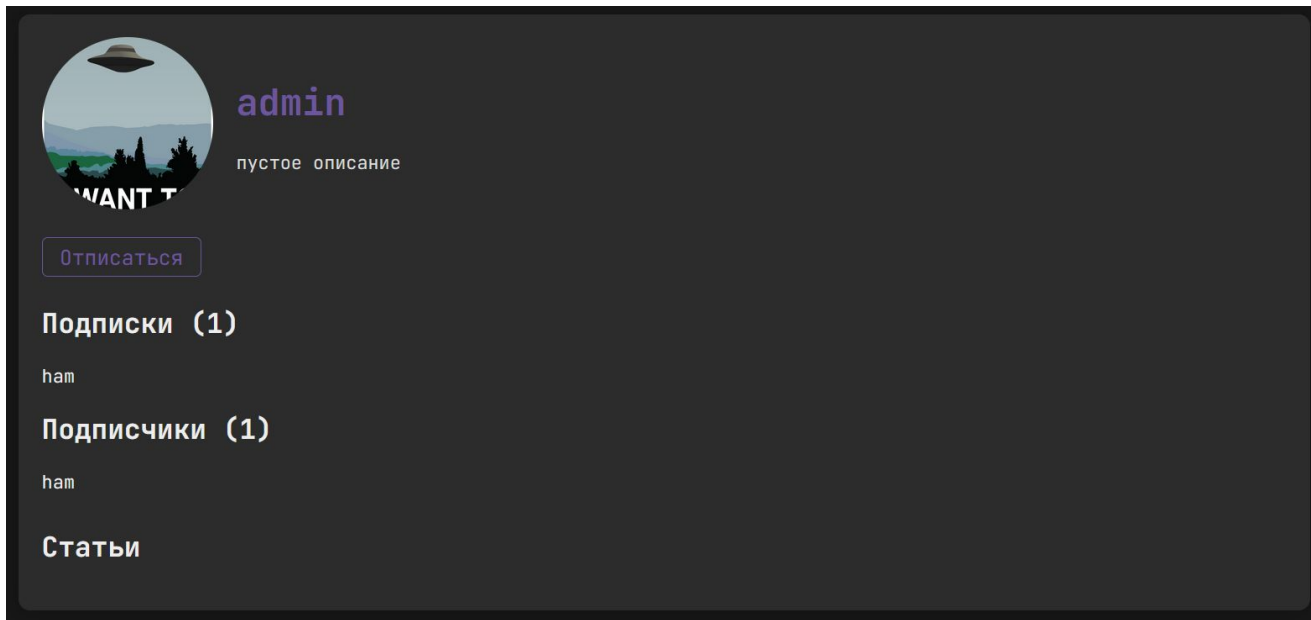 WANT T
admin
пустое описание
Отписаться
Подписки (1)
ham
Подписчики (1)
ham
Статьи